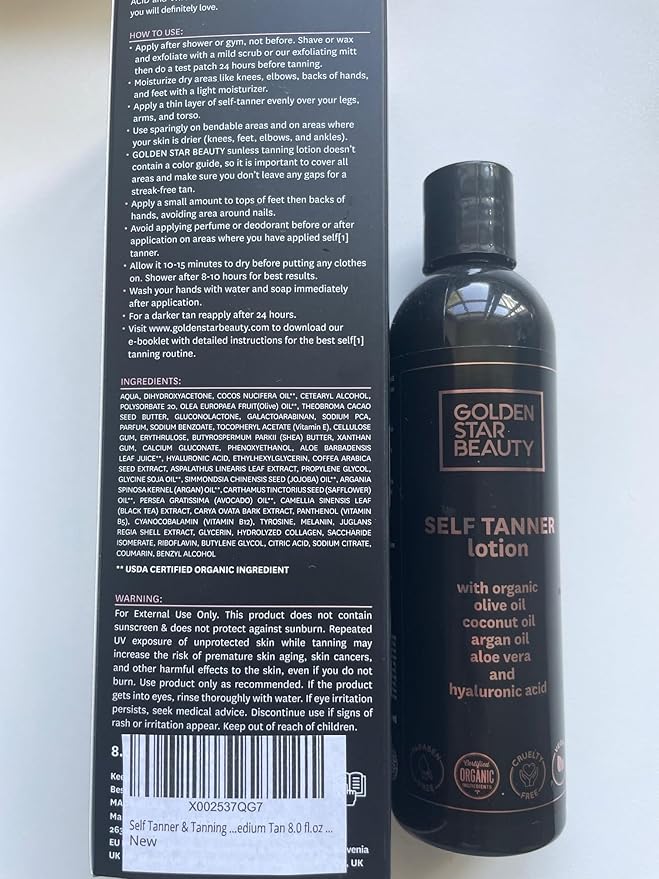 you will definitely love.
HOW TO USE:
• Apply after shower or gym, not before. Shave or wax
and exfoliate with a mild scrub or our exfoliating mitt
then do a test patch 24 hours before tanning.
• Moisturize dry areas like knees, elbows, backs of hands,
and feet with a light moisturizer.
• Apply a thin layer of self-tanner evenly over your legs,
arms, and torso.
• Use sparingly on bendable areas and on areas where
your skin is drier (knees, feet, elbows, and ankles).
• GOLDEN STAR BEAUTY sunless tanning lotion doesn't
contain a color guide, so it is important to cover all
areas and make sure you don't leave any gaps for a
streak-free tan.
• Apply a small amount to tops of feet then backs of
hands, avoiding area around nails.
• Avoid applying perfume or deodorant before or after
application on areas where you have applied self[1]
tanner.
• Allow it 10-15 minutes to dry before putting any clothes
on. Shower after 8-10 hours for best results.
• Wash your hands with water and soap immediately
after application.
• For a darker tan reapply after 24 hours.
• Visit www.goldenstarbeauty.com to download our
e-booklet with detailed instructions for the best self[1]
tanning routine.
INGREDIENTS:
AQUA, DIHYDROXYACETONE, COCOS NUCIFERA OIL**, CETEARYL ALCOHOL,
POLYSORBATE 20, OLEA EUROPAEA FRUIT(Olive) OIL**, THEOBROMA CACAO
SEED BUTTER, GLUCONOLACTONE, GALACTOARABINAN, SODIUM PCA,
PARFUM, SODIUM BENZOATE, TOCOPHERYL ACETATE (Vitamin E), CELLULOSE
GUM, ERYTHRULOSE, BUTYROSPERMUM PARKII (SHEA) BUTTER, XANTHAN
GUM, CALCIUM GLUCONATE, PHENOXYETHANOL, ALOE BARBADENSIS
LEAF JUICE**, HYALURONIC ACID, ETHYLHEXYLGLYCERIN, COFFEA ARABICA
SEED EXTRACT, ASPALATHUS LINEARIS LEAF EXTRACT, PROPYLENE GLYCOL,
GLYCINE SOJA OIL**, SIMMONDSIA CHINENSIS SEED (JOJOBA) OIL**, ARGANIA
SPINOSA KERNEL (ARGAN) OIL**, CARTHAMUS TINCTORIUS SEED (SAFFLOWER)
OIL**, PERSEA GRATISSIMA (AVOCADO) OIL**, CAMELLIA SINENSIS LEAF
(BLACK TEA) EXTRACT, CARYA OVATA BARK EXTRACT, PANTHENOL (VITAMIN
B5), CYANOCOBALAMIN (VITAMIN B12), TYROSINE, MELANIN, JUGLANS
REGIA SHELL EXTRACT, GLYCERIN, HYDROLYZED COLLAGEN, SACCHARIDE
ISOMERATE, RIBOFLAVIN, BUTYLENE GLYCOL, CITRIC ACID, SODIUM CITRATE,
COUMARIN, BENZYL ALCOHOL
** USDA CERTIFIED ORGANIC INGREDIENT
WARNING:
For External Use Only. This product does not contain
sunscreen & does not protect against sunburn. Repeated
UV exposure of unprotected skin while tanning may
increase the risk of premature skin aging, skin cancers,
and other harmful effects to the skin, even if you do not
burn. Use product only as recommended. If the product
gets into eyes, rinse thoroughly with water. If eye irritation
persists, seek medical advice. Discontinue use if signs of
rash or irritation appear. Keep out of reach of children.
8.
X002537QG7
Self Tanner & Tanning ...edium Tan 8.0 fl.oz ...
New
EU
UK
UK
GOLDEN
STAR
BEAUTY
SELF TANNER
lotion
with organic
olive oil
coconut oil
argan oil
aloe vera
and
hyaluronic acid
FREE
Certified
ORGANIC
INGREDIENTS
CRUELTY
FREE